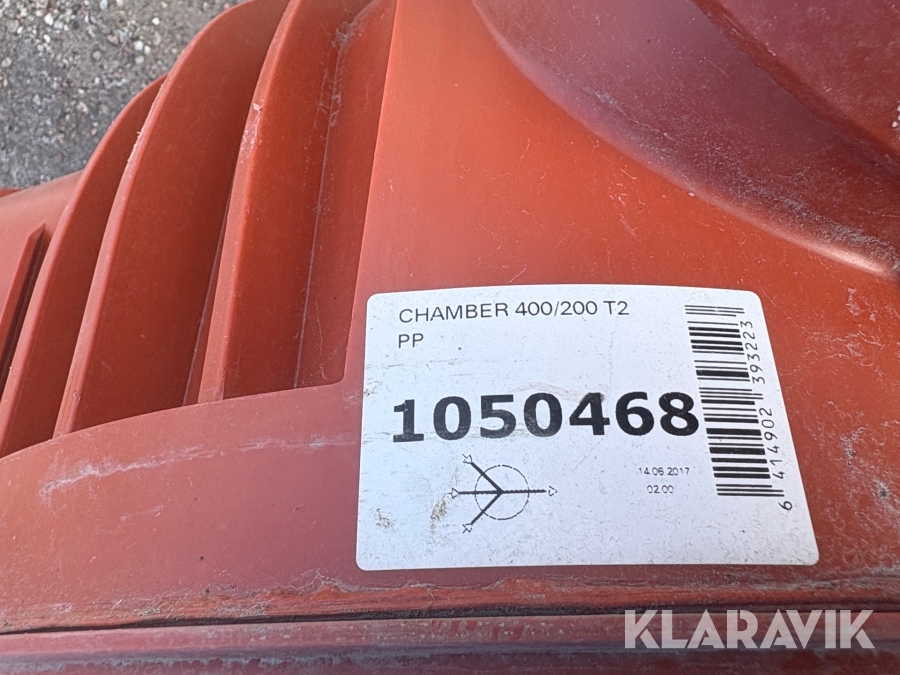 CHAMBER 400/200 T2
PP
1050468
14.06.2017
02.00
6 414902 393223
KLARAVIK